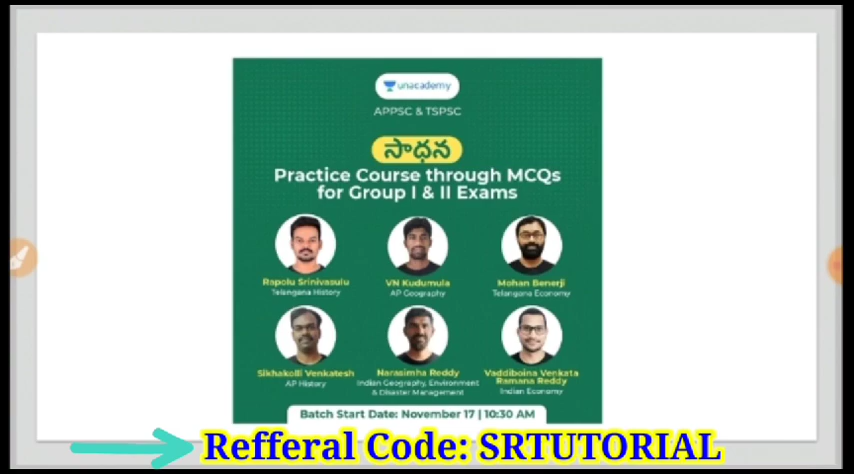 unacademy
APPSC & TSPSC
సాధన
Practice Course through MCQs
for Group I & II Exams
Rapolu Srinivasulu
Telangana History
VN Kudumula
AP Geography
Mohan Benerji
Telangana Economy
Sikhakolli Venkatesh
AP History
Narasimha Reddy
Indian Geography, Environment
& Disaster Management
Vaddiboina Venkata
Ramana Reddy
Indian Economy
Batch Start Date: November 17 | 10:30 AM
Refferal Code: SRTUTORIAL